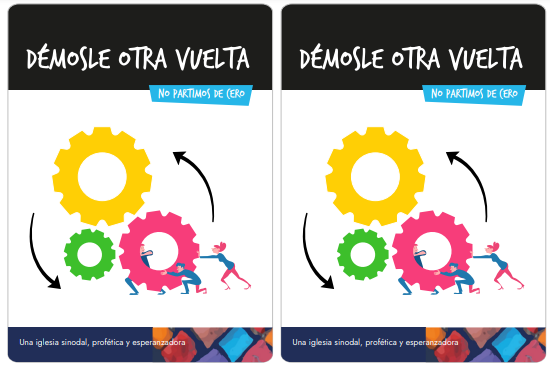 DÉMOSLE OTRA VUELTA
NO PARTIMOS DE CERO
Una iglesia sinodal, profética y esperanzadora
DÉMOSLE OTRA VUELTA
NO PARTIMOS DE CERO
Una iglesia sinodal, profética y esperanzadora